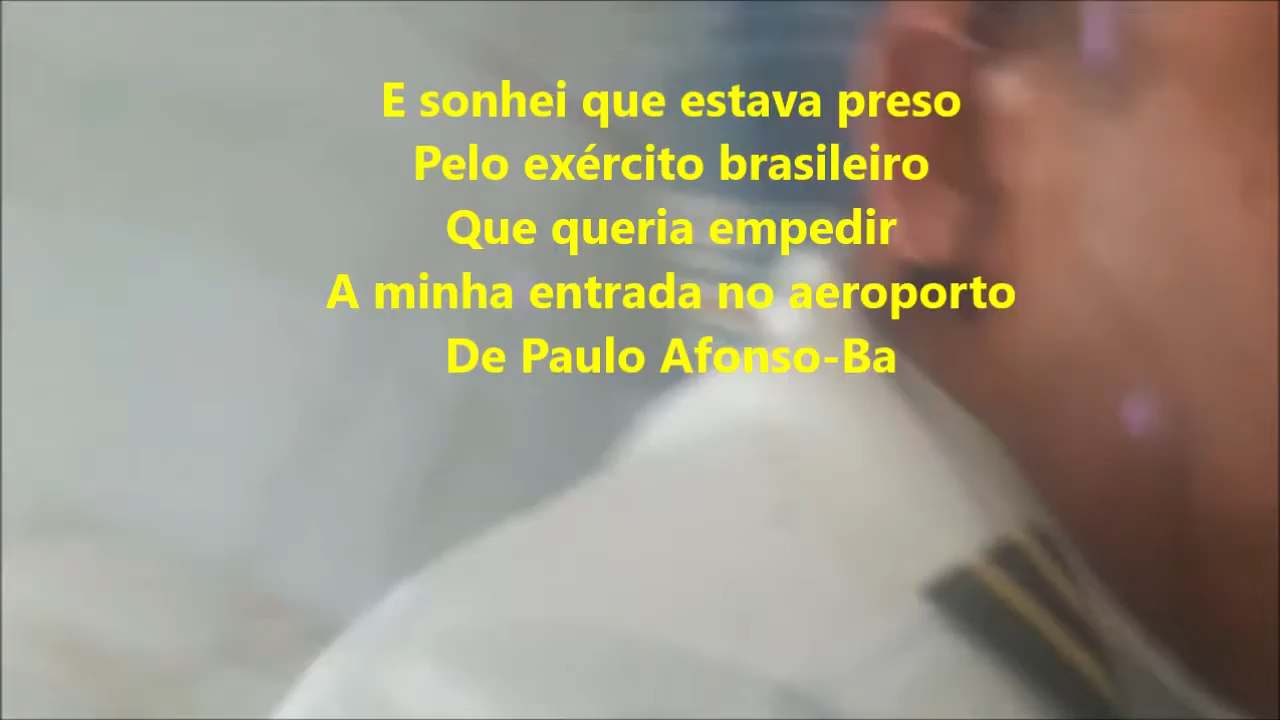 E sonhei que estava preso
Pelo exército brasileiro
Que queria empedir
A minha entrada no aeroporto
De Paulo Afonso-Ba